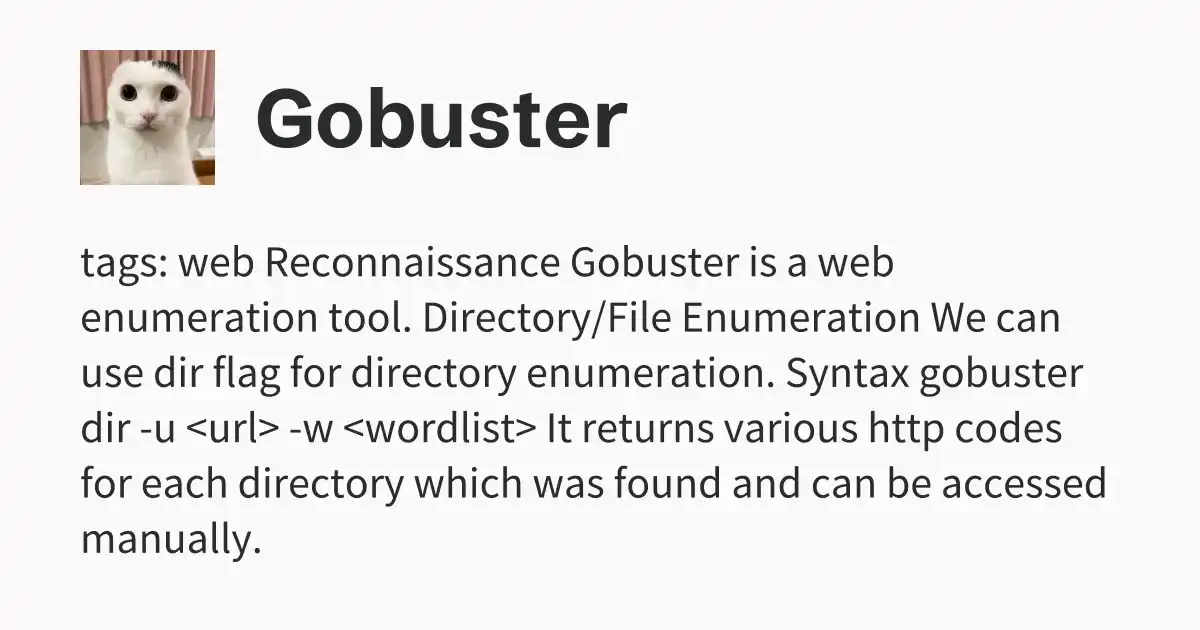 Gobuster
tags: web Reconnaissance Gobuster is a web
enumeration tool. Directory/File Enumeration We can
use dir flag for directory enumeration. Syntax gobuster
dir -u <url> -w <wordlist> It returns various http codes
for each directory which was found and can be accessed
manually.